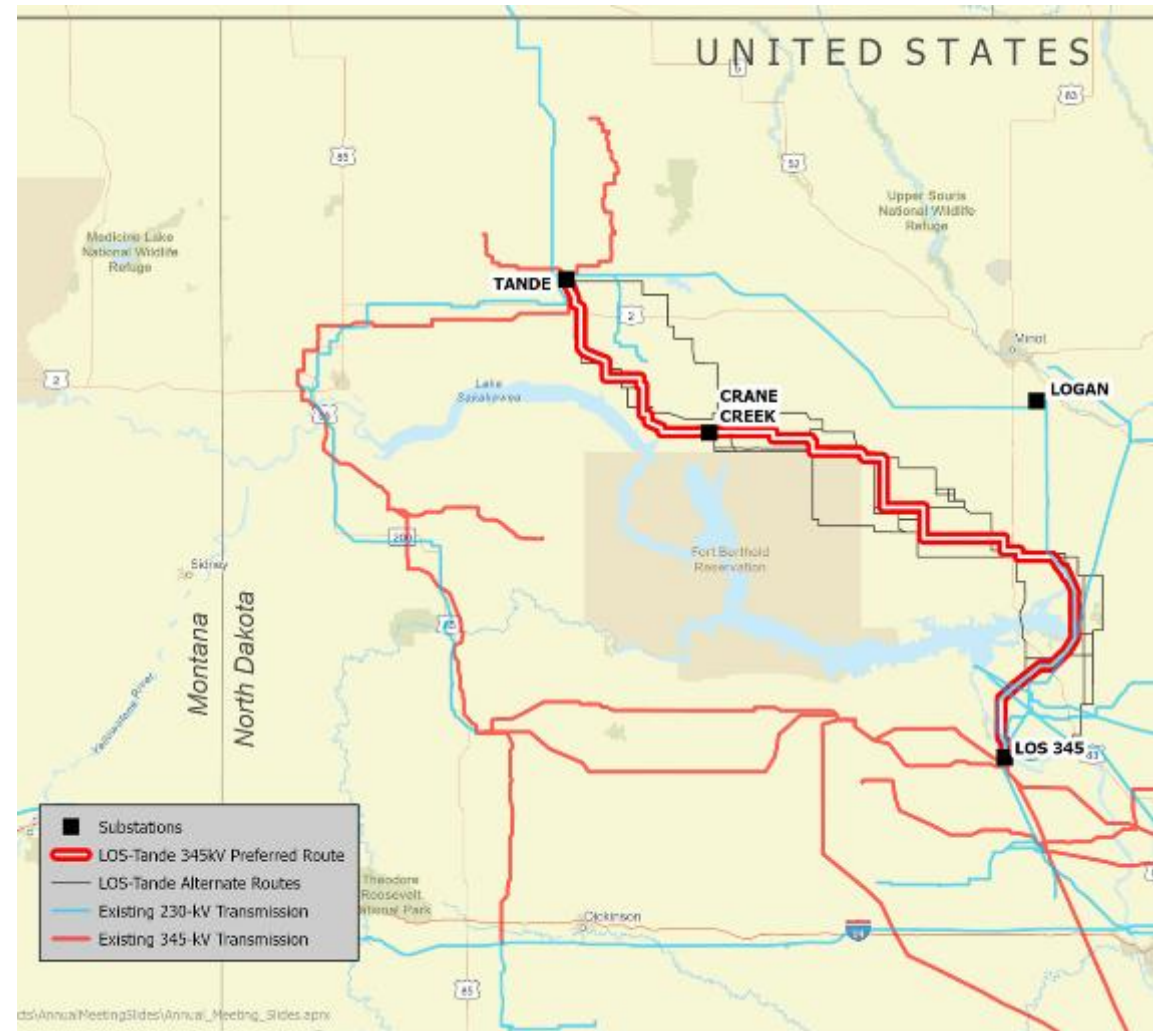 UNITED STATES
5
83
85
52
Upper Souris
National Wildlife
Refuge
Medicine Lake
National Wildlife
Refuge
TANDE
2
Minot
2
Lake
Sakakawea
CRANE
CREEK
LOGAN
200
Fort Berthold
Reservation
Sidney
Montana
North Dakota
Yellowstone River
LOS 345
Substations
LOS-Tande 345kV Preferred Route
LOS-Tande Alternate Routes
Existing 230-kV Transmission
Existing 345-kV Transmission
Theodore
Roosevelt
National Park
Dickinson
94
85
cts\AnnualMeetingSlides\Annual_Meeting_Slides.aprx